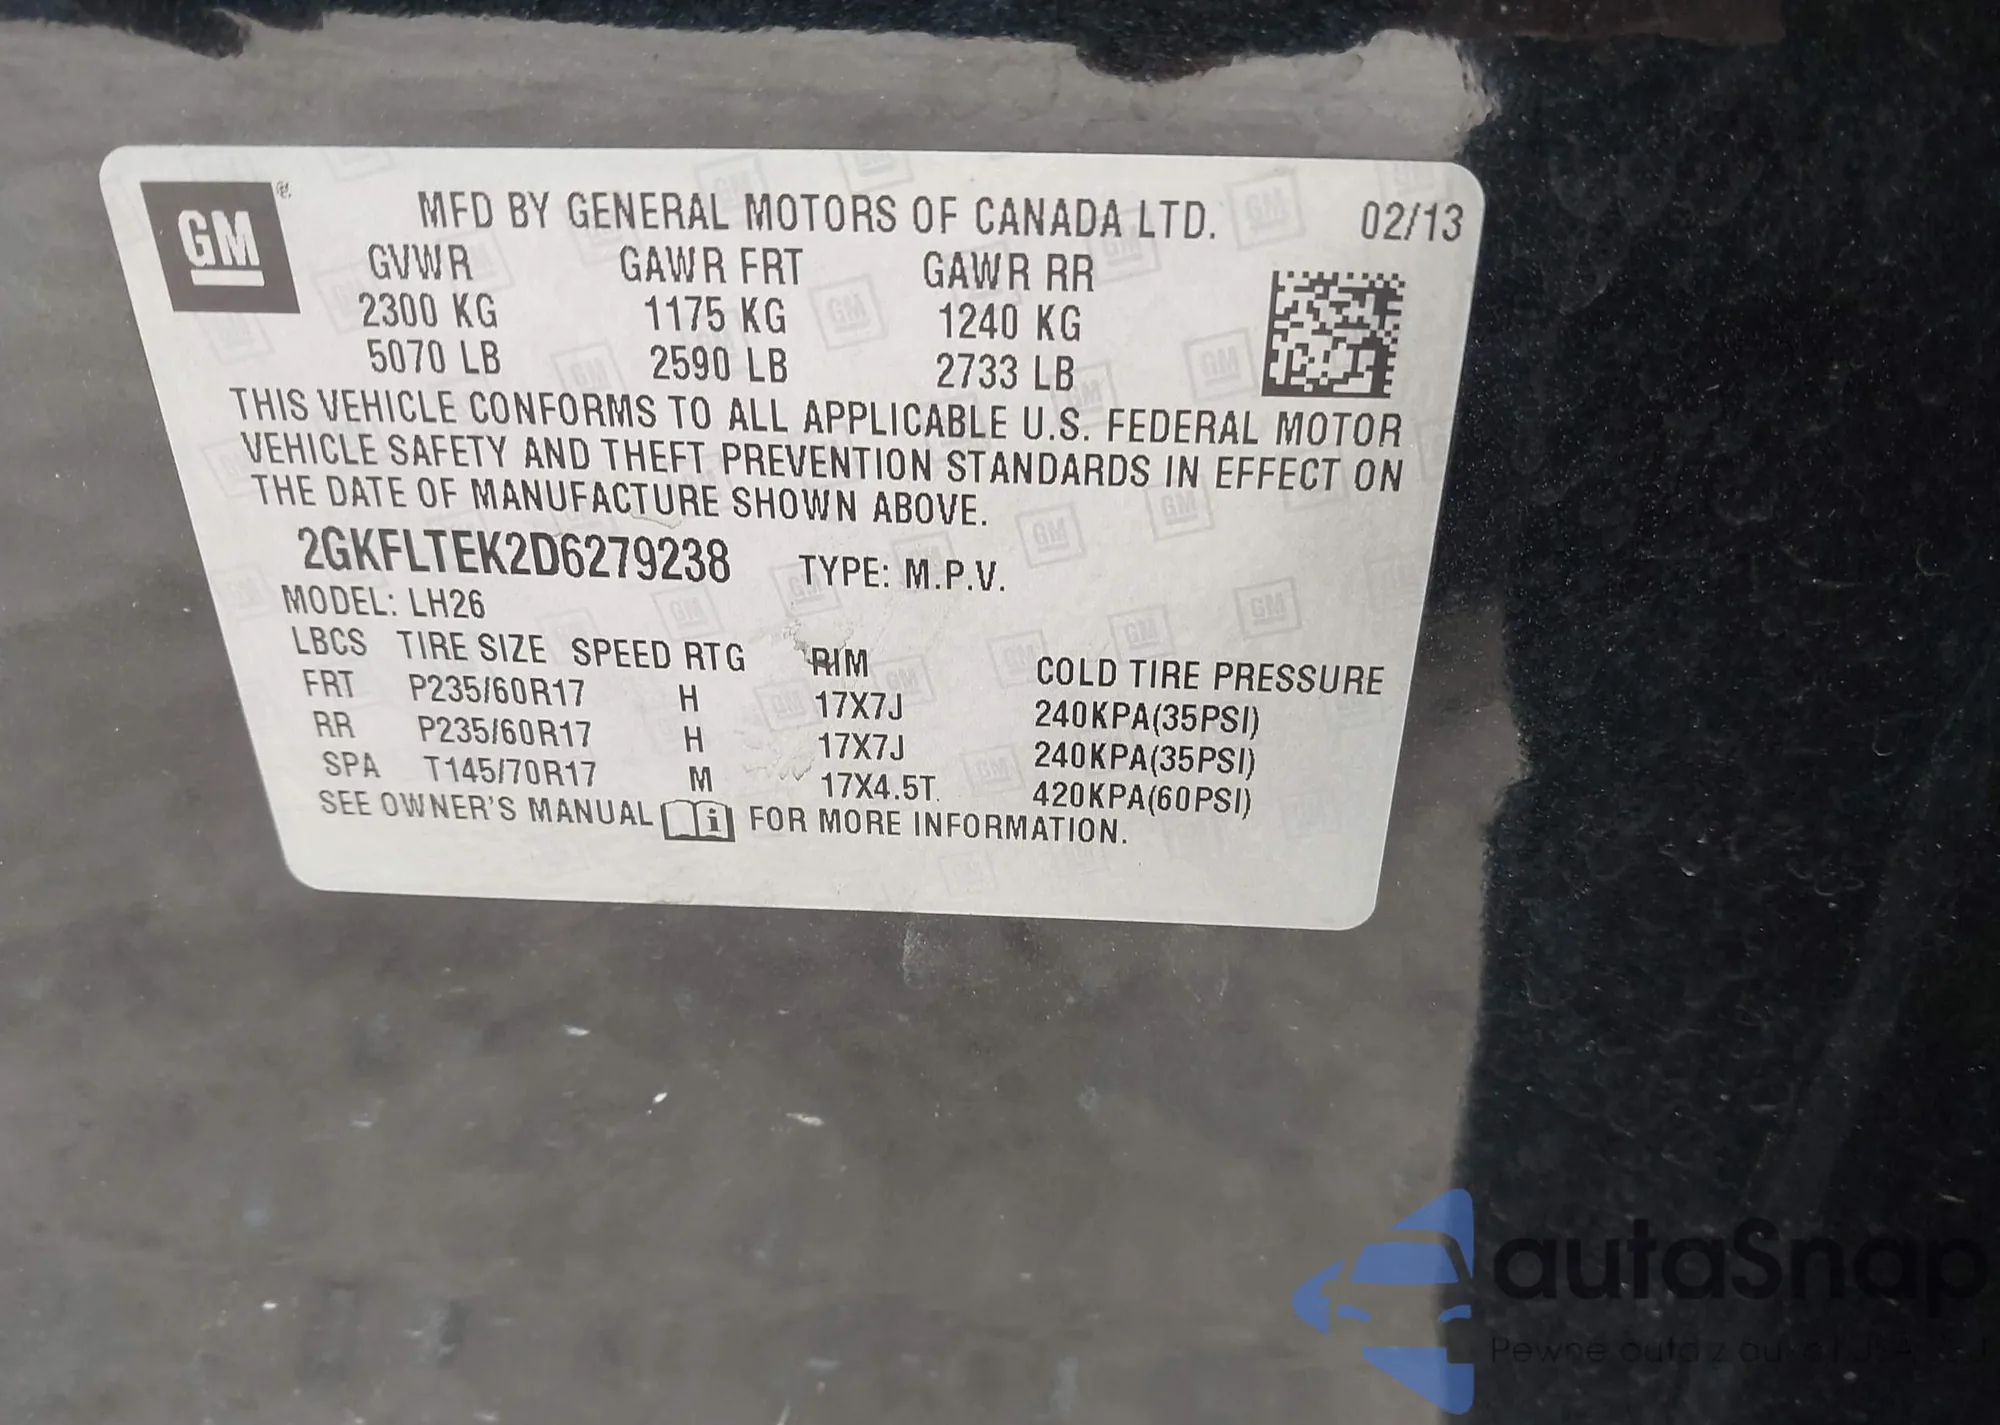 GM
MFD BY GENERAL MOTORS OF CANADA LTD. 02/13
GVWR GAWR FRT GAWR RR
2300 KG 1175 KG 1240 KG
5070 LB 2590 LB 2733 LB
THIS VEHICLE CONFORMS TO ALL APPLICABLE U.S. FEDERAL MOTOR
VEHICLE SAFETY AND THEFT PREVENTION STANDARDS IN EFFECT ON
THE DATE OF MANUFACTURE SHOWN ABOVE.
2GKFLTEK2D6279238 TYPE: M.P.V.
MODEL: LH26
LBCS TIRE SIZE SPEED RTG RIM COLD TIRE PRESSURE
FRT P235/60R17 H 17X7J 240KPA(35PSI)
RR P235/60R17 H 17X7J 240KPA(35PSI)
SPA T145/70R17 M 17X4.5T 420KPA(60PSI)
SEE OWNER'S MANUAL FOR MORE INFORMATION.
autaSnap
Pewne auta z